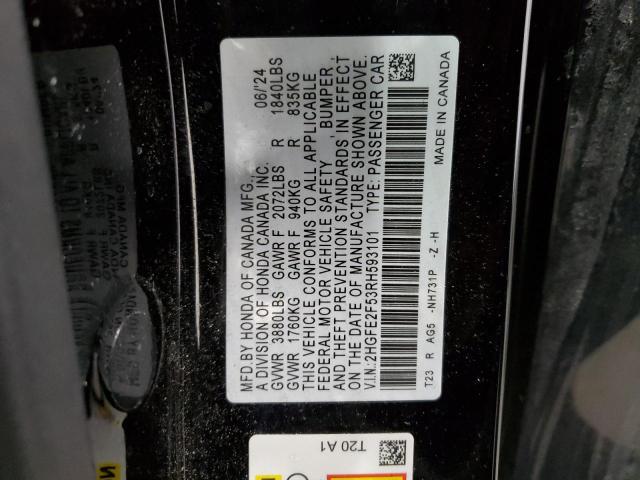 MFD.BY HONDA OF CANADA MFG. 06/'24
A DIVISION OF HONDA CANADA INC.
GVWR 3880LBS GAWR F 2072LBS R 1840LBS
GVWR 1760KG GAWR F 940KG R 835KG
THIS VEHICLE CONFORMS TO ALL APPLICABLE
FEDERAL MOTOR VEHICLE SAFETY, BUMPER,
AND THEFT PREVENTION STANDARDS IN EFFECT
ON THE DATE OF MANUFACTURE SHOWN ABOVE.
V.I.N.:2HGFE2F53RH593101 TYPE:PASSENGER CAR
T23 R AG5 -NH731P -Z -H
MADE IN CANADA
T20 A1